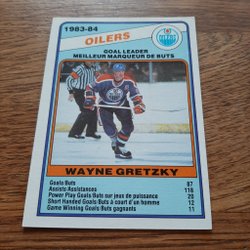 1983-84
OILERS
GOAL LEADER
MEILLEUR MARQUEUR DE BUTS
WAYNE GRETZKY
Goals/Buts 87
Assists/Assistances 118
Power Play Goals/Buts sur jeux de puissance 20
Short Handed Goals/Buts à court d'un homme 12
Game Winning Goals/Buts gagnants 11